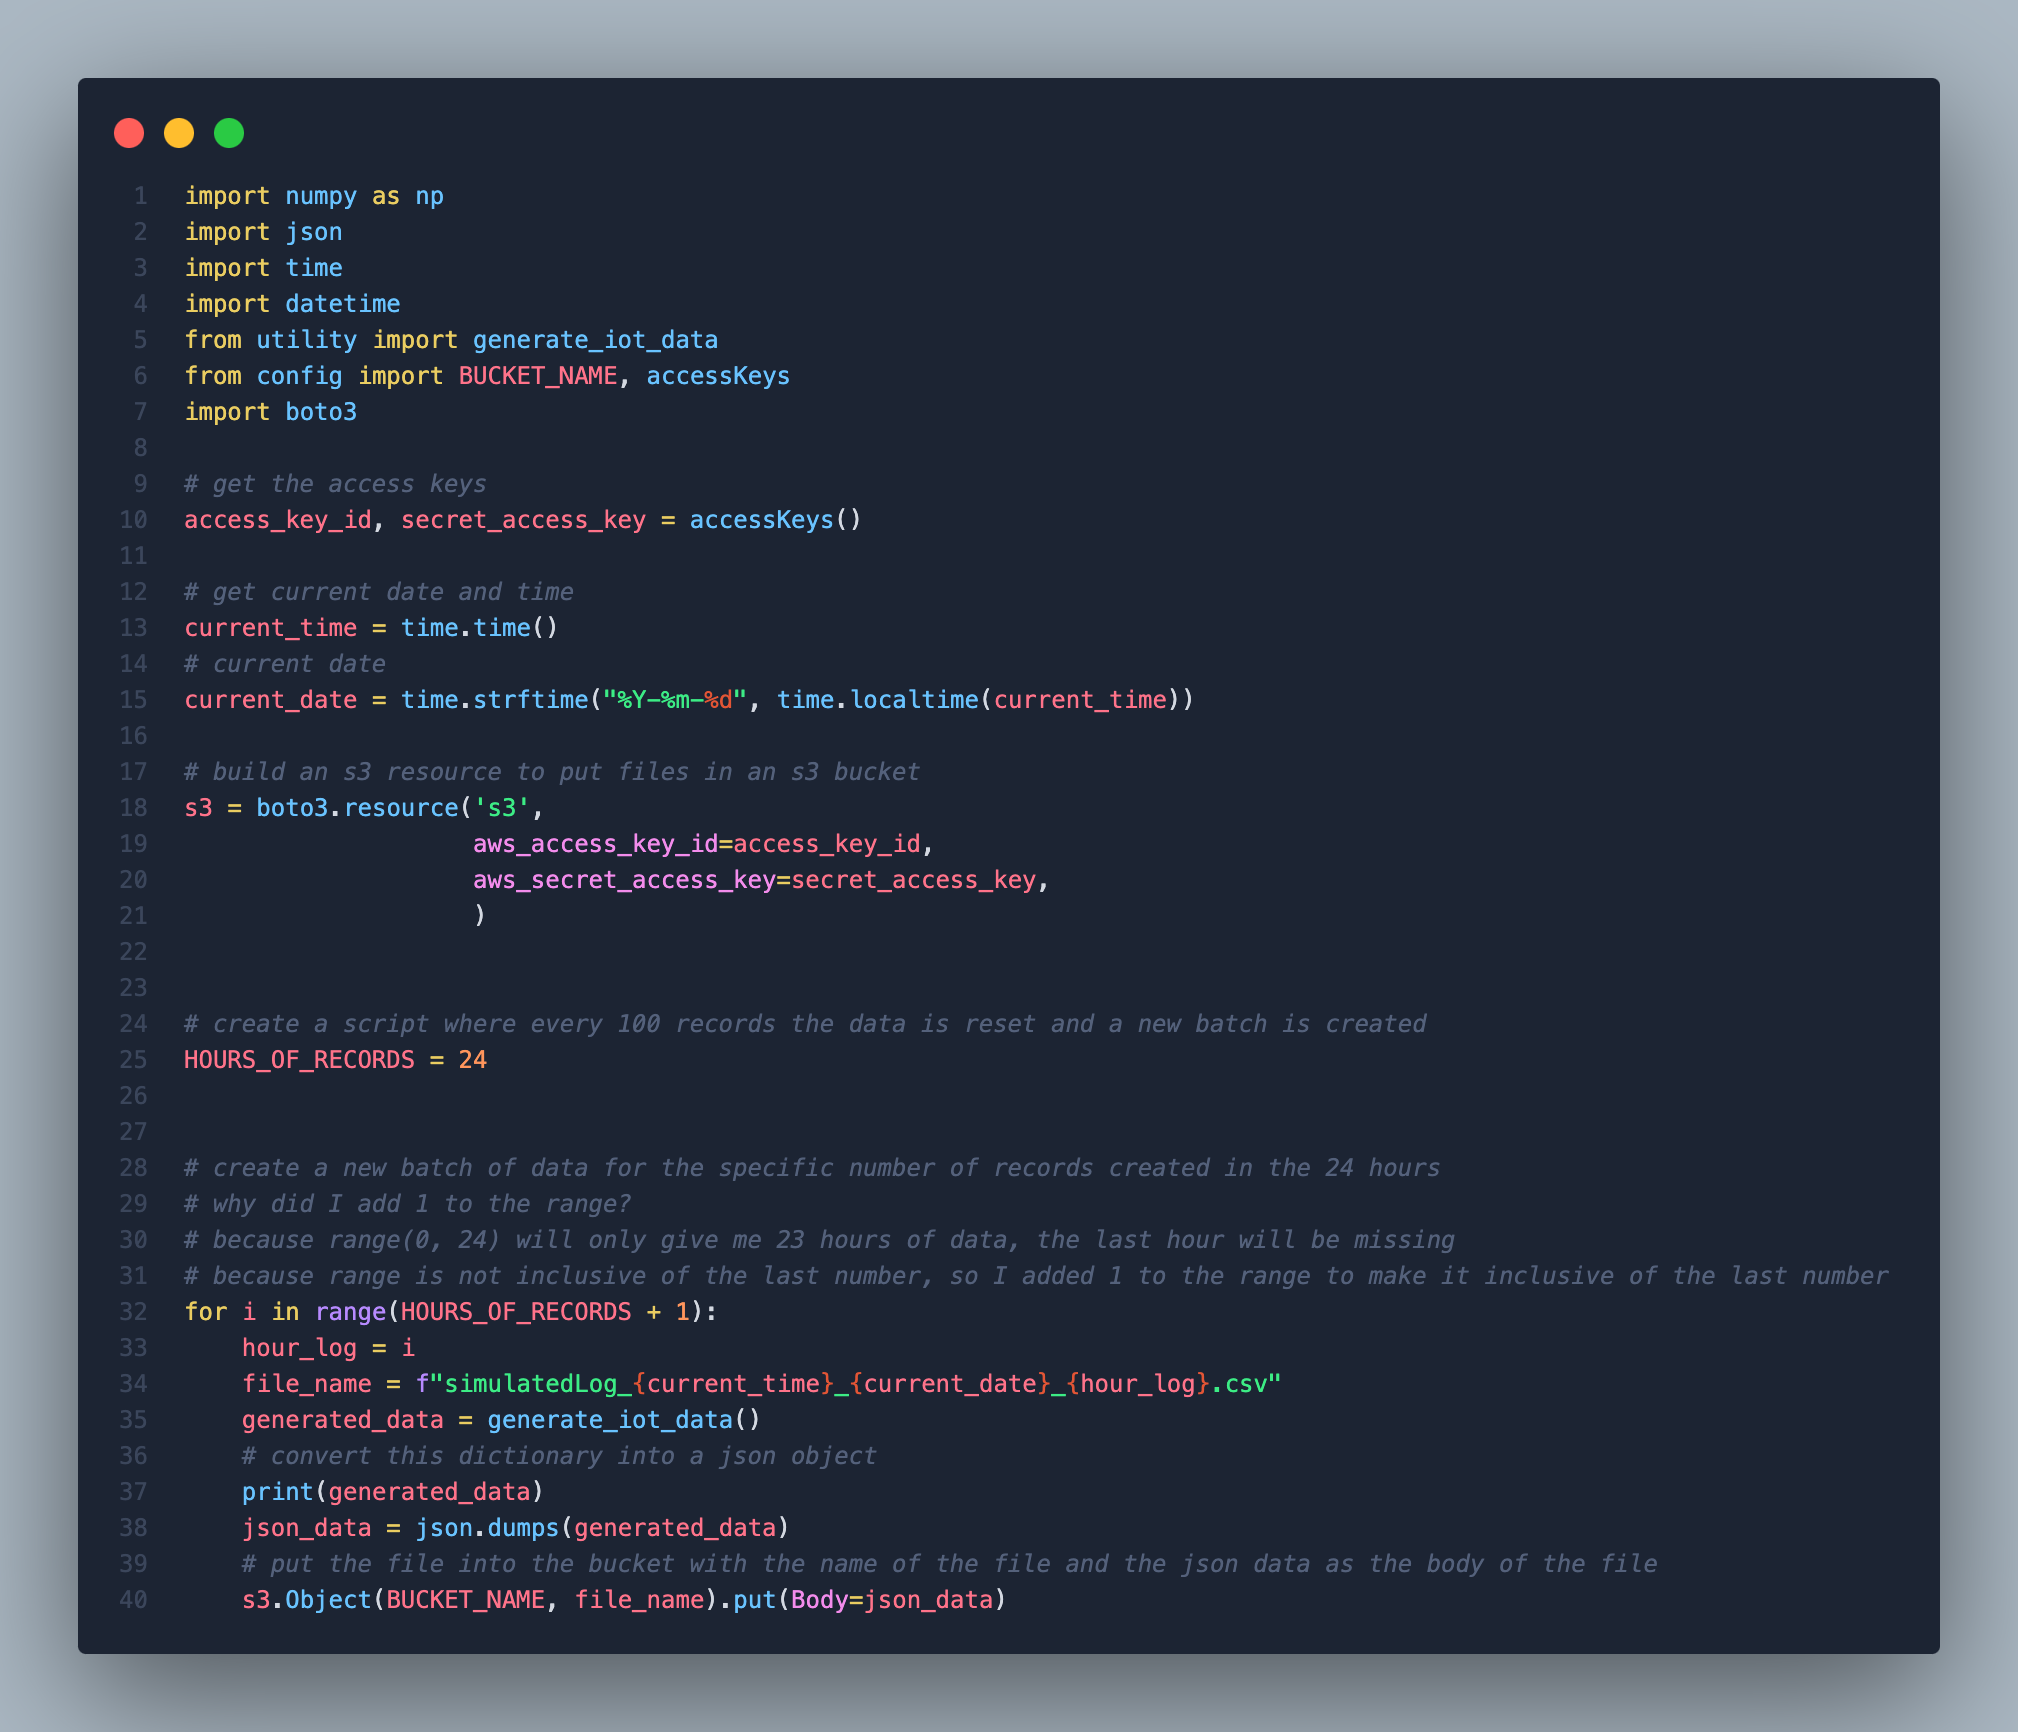 1 import numpy as np
2 import json
3 import time
4 import datetime
5 from utility import generate_iot_data
6 from config import BUCKET_NAME, accessKeys
7 import boto3
8
9 # get the access keys
10 access_key_id, secret_access_key = accessKeys()
11
12 # get current date and time
13 current_time = time.time()
14 # current date
15 current_date = time.strftime("%Y-%m-%d", time.localtime(current_time))
16
17 # build an s3 resource to put files in an s3 bucket
18 s3 = boto3.resource('s3',
19                     aws_access_key_id=access_key_id,
20                     aws_secret_access_key=secret_access_key,
21                     )
22
23
24 # create a script where every 100 records the data is reset and a new batch is created
25 HOURS_OF_RECORDS = 24
26
27
28 # create a new batch of data for the specific number of records created in the 24 hours
29 # why did I add 1 to the range?
30 # because range(0, 24) will only give me 23 hours of data, the last hour will be missing
31 # because range is not inclusive of the last number, so I added 1 to the range to make it inclusive of the last number
32 for i in range(HOURS_OF_RECORDS + 1):
33     hour_log = i
34     file_name = f"simulatedLog_{current_time}_{current_date}_{hour_log}.csv"
35     generated_data = generate_iot_data()
36     # convert this dictionary into a json object
37     print(generated_data)
38     json_data = json.dumps(generated_data)
39     # put the file into the bucket with the name of the file and the json data as the body of the file
40     s3.Object(BUCKET_NAME, file_name).put(Body=json_data)